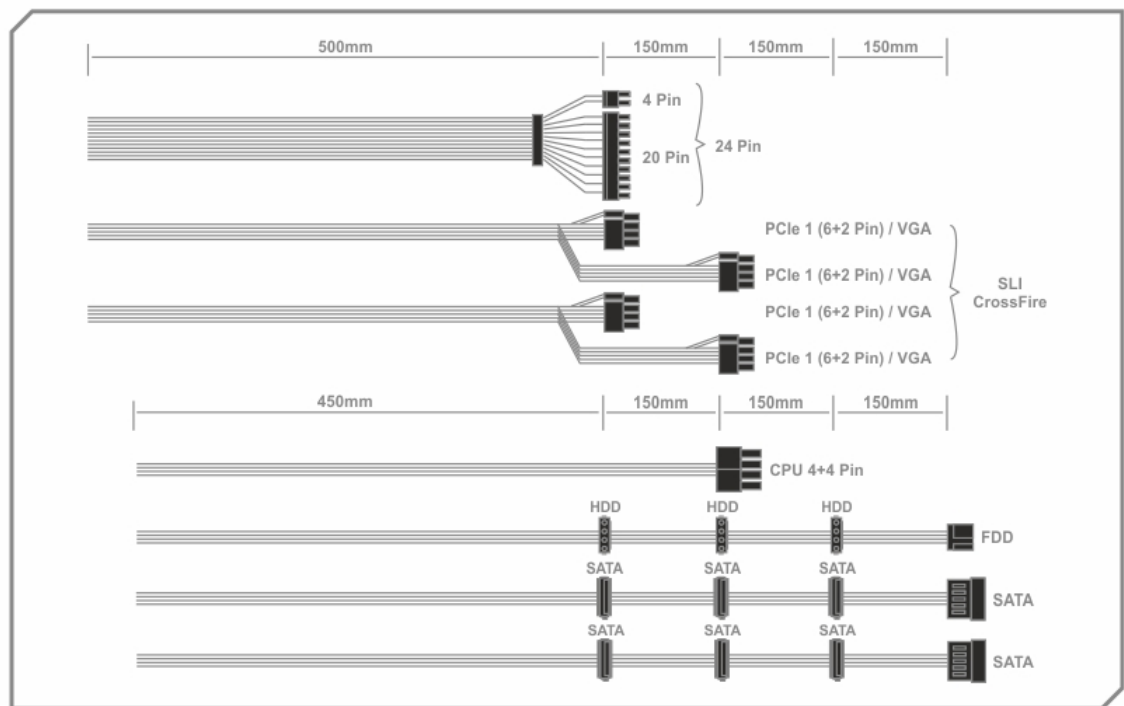 500mm 150mm 150mm 150mm
4 Pin
20 Pin
24 Pin
PCIe 1 (6+2 Pin) / VGA
PCIe 1 (6+2 Pin) / VGA
PCIe 1 (6+2 Pin) / VGA
PCIe 1 (6+2 Pin) / VGA
SLI
CrossFire
450mm 150mm 150mm 150mm
CPU 4+4 Pin
HDD HDD HDD
FDD
SATA SATA SATA
SATA
SATA SATA SATA
SATA